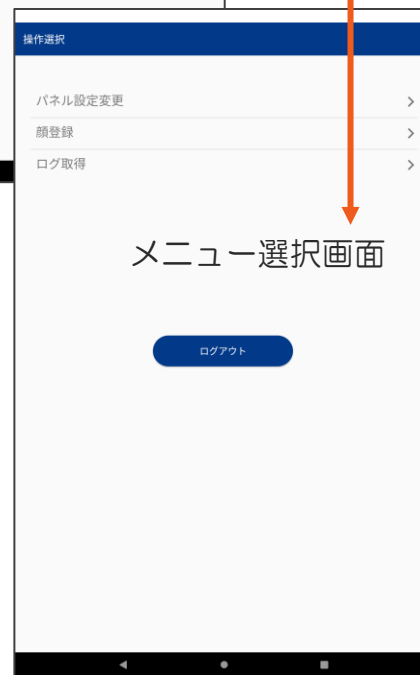 操作選択
パネル設定変更
顔登録
ログ取得
メニュー選択画面
ログアウト